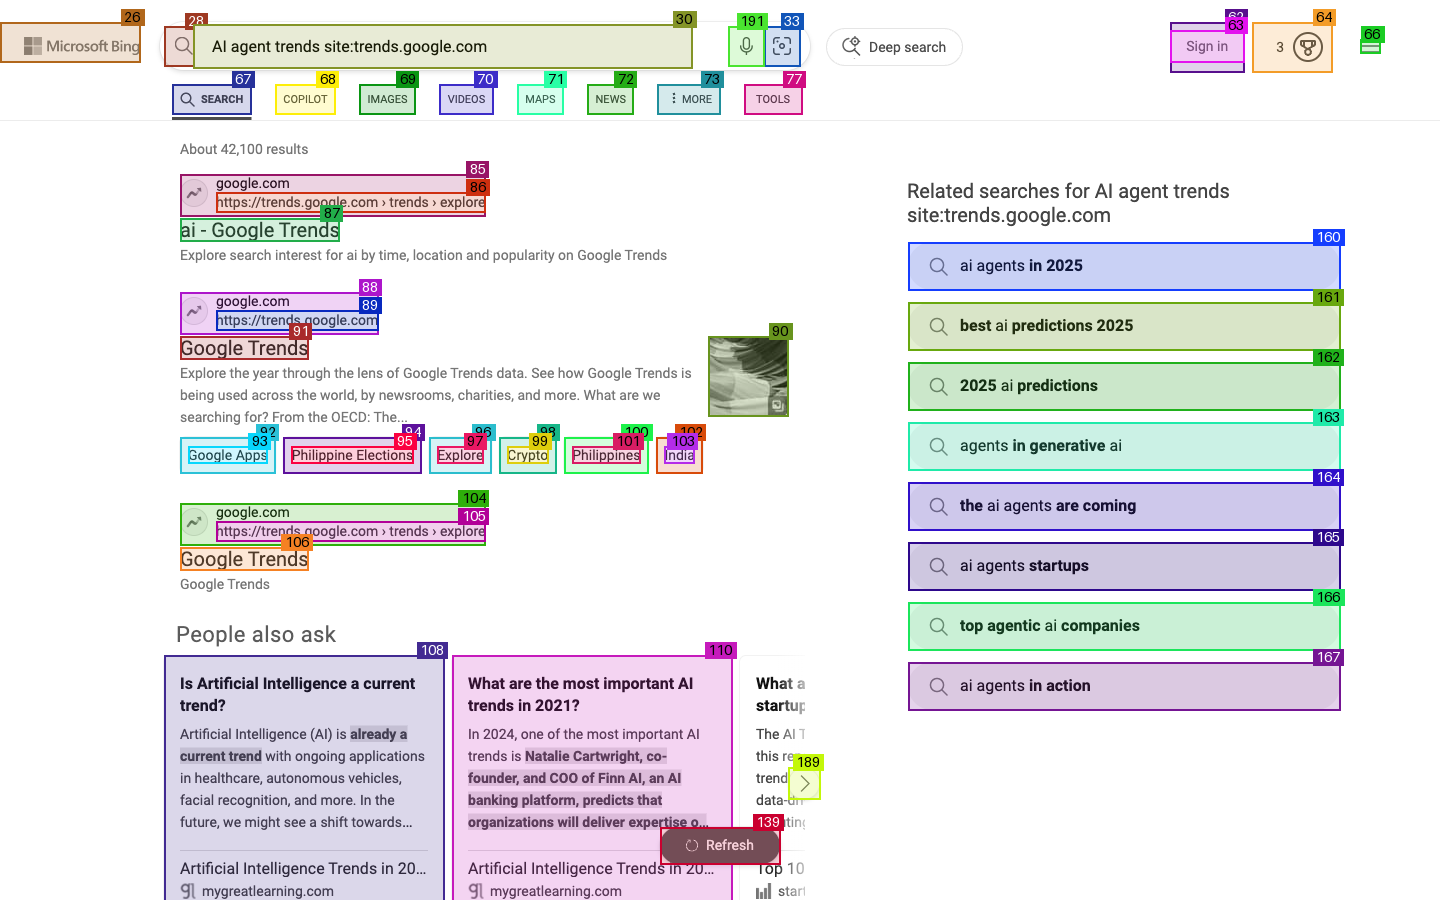 Microsoft Bing
AI agent trends site:trends.google.com
Deep search
Sign in
3
26
28
30
191
33
63
64
66
67
68
69
70
71
72
73
77
SEARCH
COPILOT
IMAGES
VIDEOS
MAPS
NEWS
MORE
TOOLS
About 42,100 results
85
google.com
86
https://trends.google.com › trends › explore
87
ai - Google Trends
Explore search interest for ai by time, location and popularity on Google Trends
88
google.com
89
https://trends.google.com
91
90
Google Trends
Explore the year through the lens of Google Trends data. See how Google Trends is
being used across the world, by newsrooms, charities, and more. What are we
searching for? From the OECD: The...
92
94
96
98
100
102
93
95
97
99
101
103
Google Apps
Philippine Elections
Explore
Crypto
Philippines
India
104
google.com
105
https://trends.google.com › trends › explore
106
Google Trends
Google Trends
People also ask
108
110
Is Artificial Intelligence a current
trend?
Artificial Intelligence (AI) is already a
current trend with ongoing applications
in healthcare, autonomous vehicles,
facial recognition, and more. In the
future, we might see a shift towards...
Artificial Intelligence Trends in 20...
mygreatlearning.com
What are the most important AI
trends in 2021?
In 2024, one of the most important AI
trends is Natalie Cartwright, co-
founder, and COO of Finn AI, an AI
banking platform, predicts that
organizations will deliver expertise o...
Artificial Intelligence Trends in 20...
mygreatlearning.com
What a
startup
The AI T
this re
trend
data-dr
Top 10
start
189
139
Refresh
Related searches for AI agent trends
site:trends.google.com
160
ai agents in 2025
161
best ai predictions 2025
162
2025 ai predictions
163
agents in generative ai
164
the ai agents are coming
165
ai agents startups
166
top agentic ai companies
167
ai agents in action